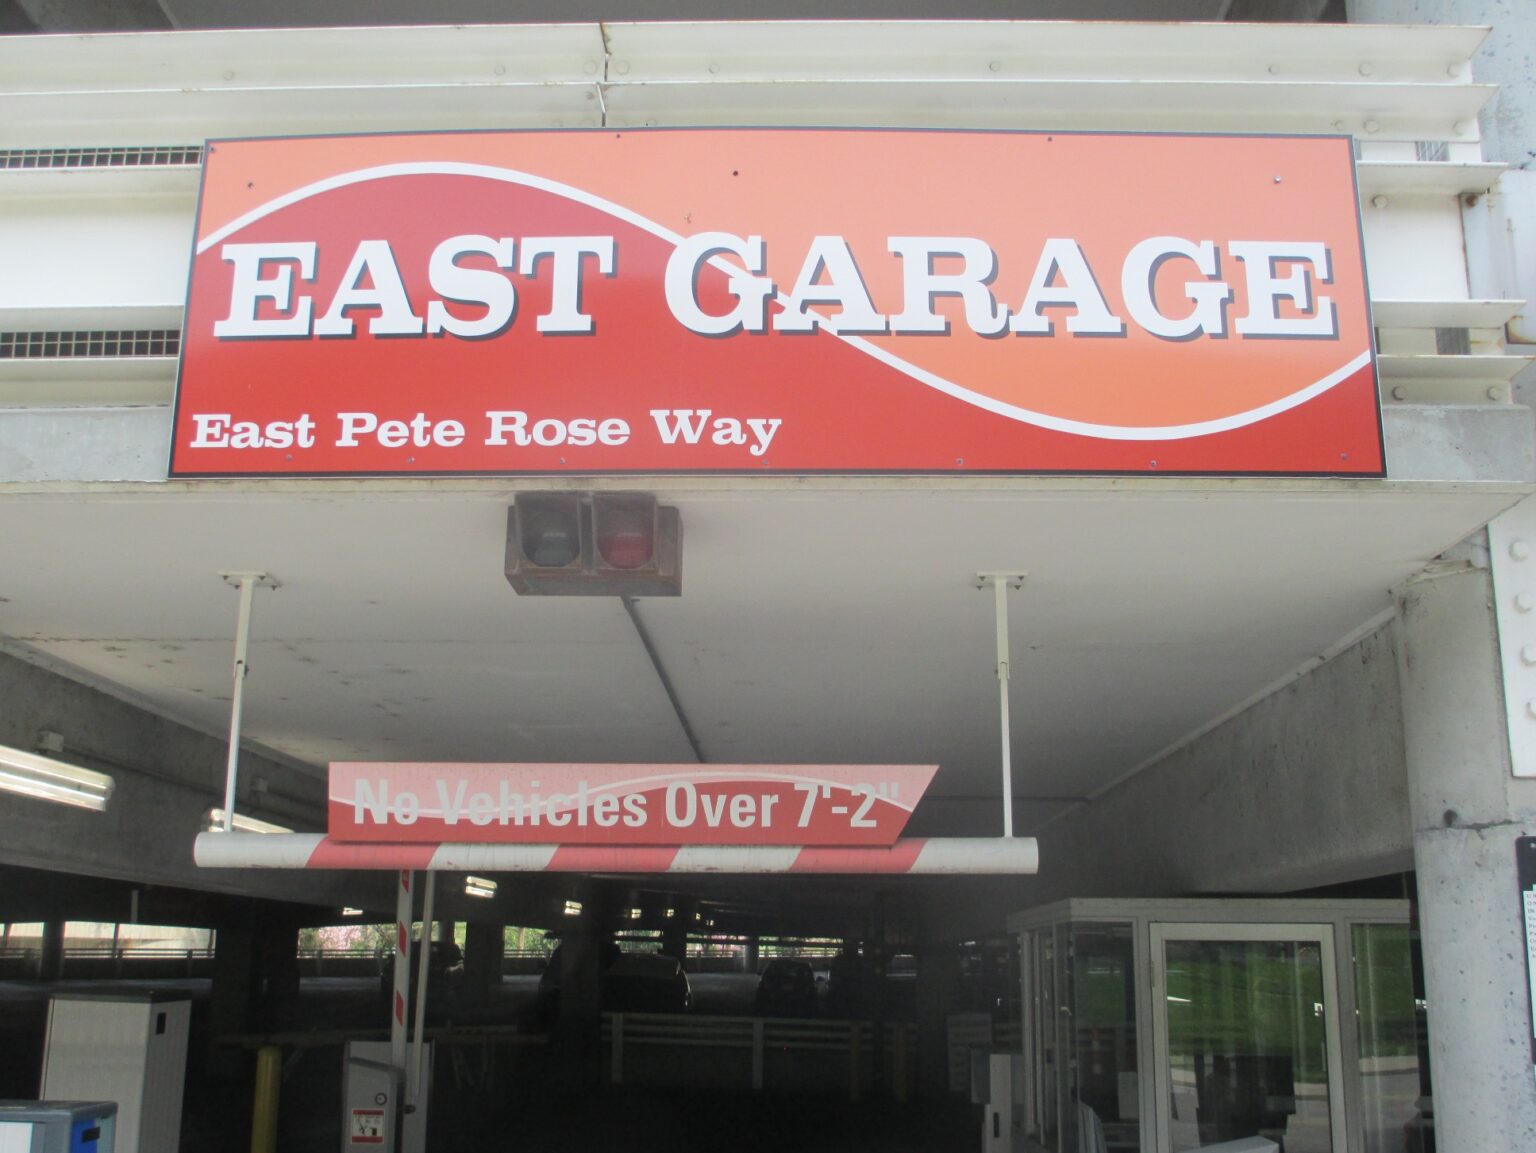 EAST GARAGE
East Pete Rose Way
No Vehicles Over 7'-2"